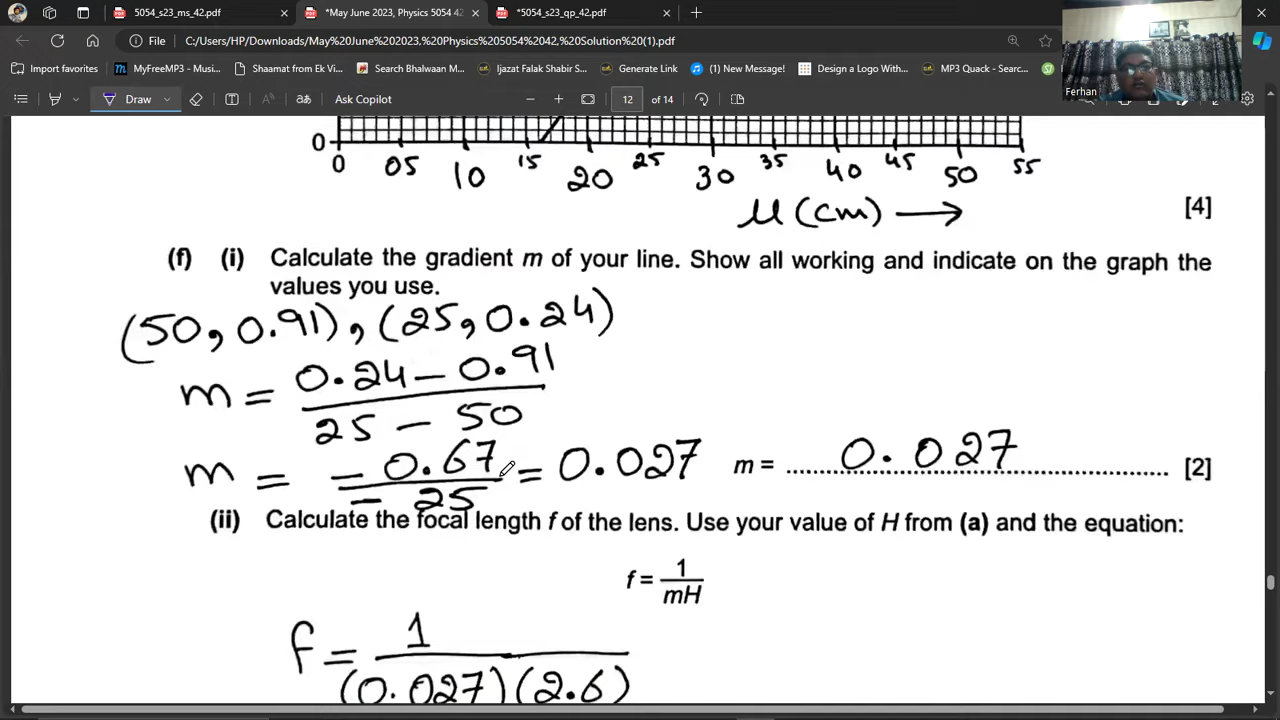 5054_s23_ms_42.pdf
*May June 2023, Physics 5054 42
*5054_s23_qp_42.pdf
File
C:/Users/HP/Downloads/May%20June%202023,%20Physics%205054%2042,%20Solution%20(1).pdf
Import favorites
MyFreeMP3 - Musi...
Shaamat from Ek Vi...
Search Bhalwaan M...
Ijazat Falak Shabir S...
Generate Link
(1) New Message!
Design a Logo With...
MP3 Quack - Searc...
Ferhan
Draw
aあ
Ask Copilot
12 of 14
0
0 05 10 15 20 25 30 35 40 45 50 55
u (cm) →
[4]
(f) (i) Calculate the gradient m of your line. Show all working and indicate on the graph the
values you use.
(50, 0.91), (25, 0.24)
m = 0.24 - 0.91
25 - 50
m = - 0.67 = 0.027
- 25
m = 0.027 [2]
(ii) Calculate the focal length f of the lens. Use your value of H from (a) and the equation:
f = 1
mH
f = 1
(0.027)(2.6)